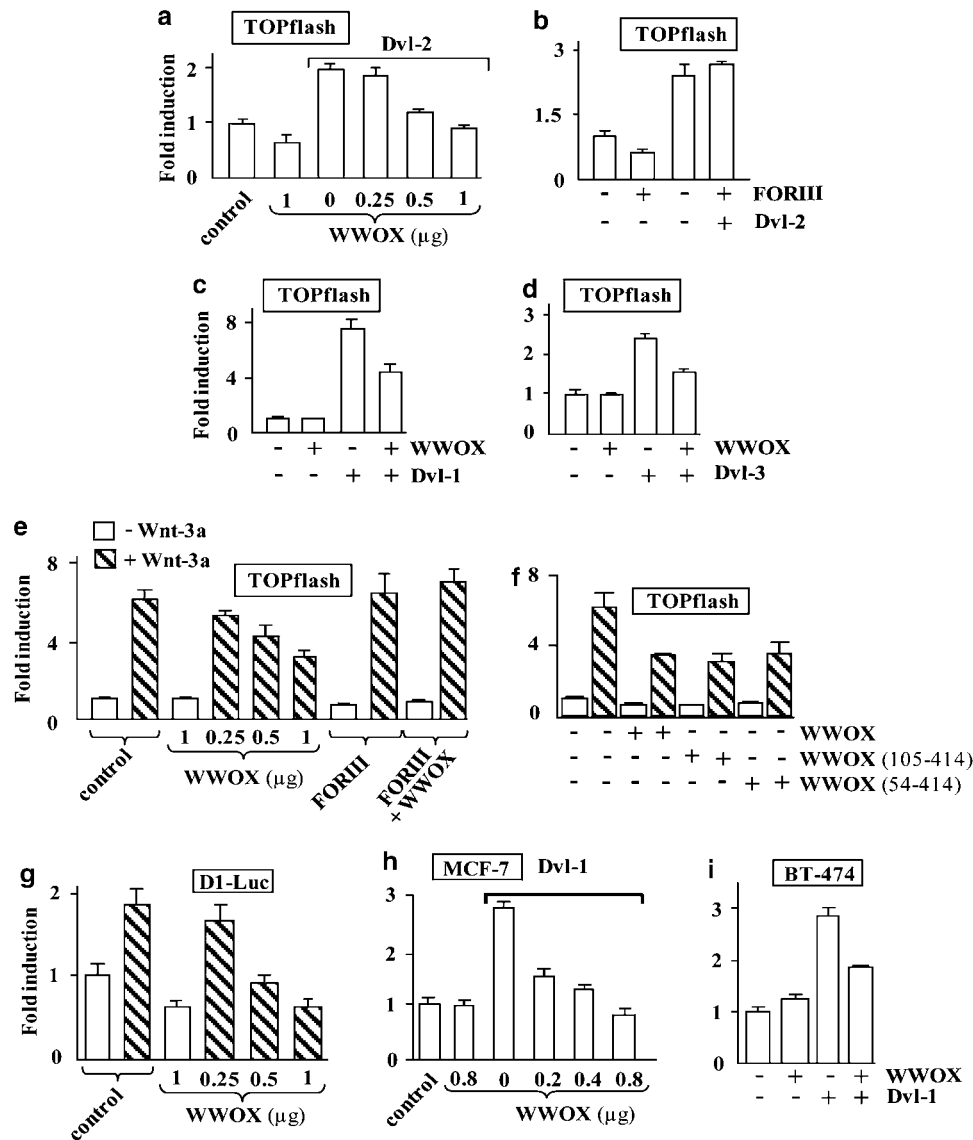 a
TOPflash
Dvl-2
Fold induction
2
1
0
control
1 0 0.25 0.5 1
WWOX (µg)
b
TOPflash
3
1.5
0
- + - + FORIII
- - - + Dvl-2
c
TOPflash
Fold induction
8
4
0
- + - + WWOX
- - + + Dvl-1
d
TOPflash
3
2
1
0
- + - + WWOX
- - + + Dvl-3
e
- Wnt-3a
+ Wnt-3a
TOPflash
Fold induction
8
4
0
control
1 0.25 0.5 1
WWOX (µg)
FORIII
FORIII
+ WWOX
f
TOPflash
8
4
0
- - + + - - - - WWOX
- - - - + + - - WWOX (105-414)
- - - - - - + + WWOX (54-414)
g
D1-Luc
Fold induction
2
1
0
control
1 0.25 0.5 1
WWOX (µg)
h
MCF-7
Dvl-1
3
2
1
0
control
0.8 0 0.2 0.4 0.8
WWOX (µg)
i
BT-474
3
2
1
0
- + - + WWOX
- - + + Dvl-1